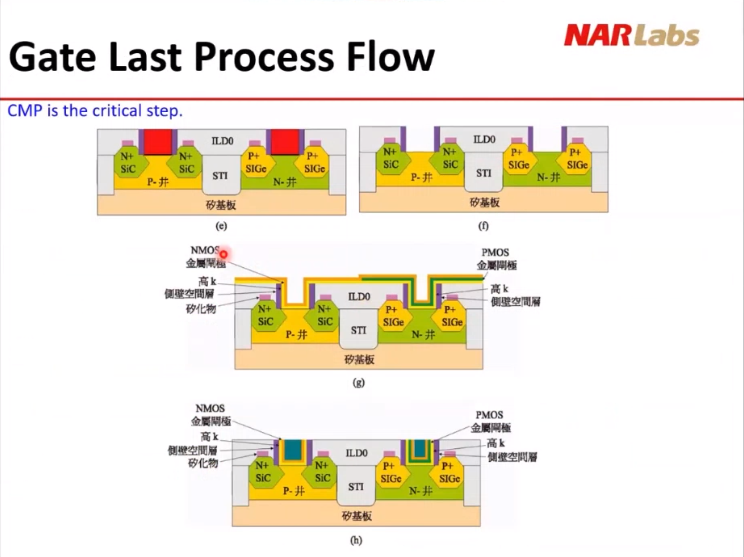 NARLabs
Gate Last Process Flow
CMP is the critical step.
ILD0
N+
SiC
N+
SiC
P+
SIGe
P+
SIGe
STI
P- 井
N- 井
矽基板
(e)
ILD0
N+
SiC
N+
SiC
P+
SIGe
P+
SIGe
STI
P- 井
N- 井
矽基板
(f)
NMOS
金屬閘極
高 k
側壁空間層
矽化物
PMOS
金屬閘極
高 k
側壁空間層
ILD0
N+
SiC
N+
SiC
P+
SIGe
P+
SIGe
STI
P- 井
N- 井
矽基板
(g)
NMOS
金屬閘極
高 k
側壁空間層
矽化物
PMOS
金屬閘極
高 k
側壁空間層
ILD0
N+
SiC
N+
SiC
P+
SIGe
P+
SIGe
STI
P- 井
N- 井
矽基板
(h)